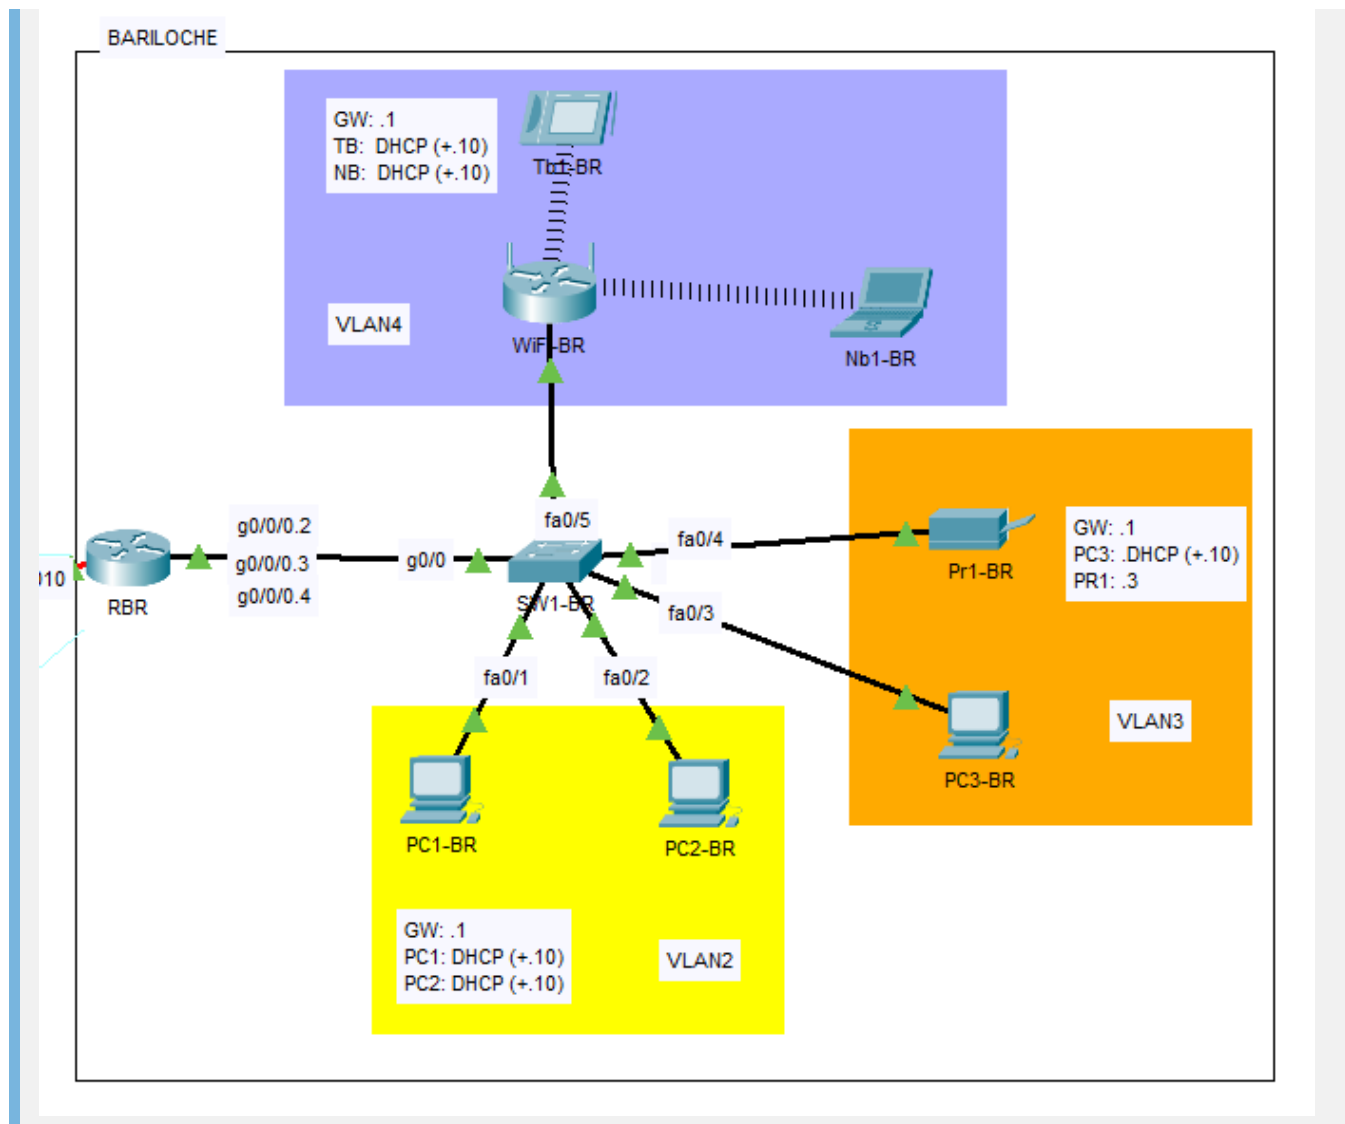 BARILOCHE
GW: .1
TB:  DHCP (+.10)
NB:  DHCP (+.10)
Tb1-BR
VLAN4
WiFi-BR
Nb1-BR
fa0/5
g0/0/0.2
g0/0/0.3
g0/0/0.4
g0/0
fa0/4
fa0/3
SW1-BR
010
RBR
Pr1-BR
GW: .1
PC3: .DHCP (+.10)
PR1: .3
fa0/1
fa0/2
VLAN3
PC3-BR
PC1-BR
PC2-BR
GW: .1
PC1: DHCP (+.10)
PC2: DHCP (+.10)
VLAN2